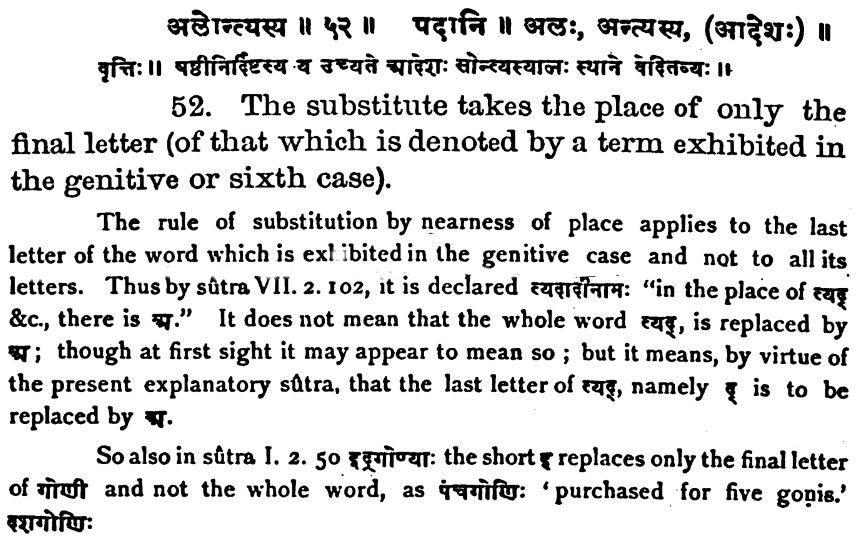 अलोन्त्यस्य ॥ ५२ ॥ पदानि ॥ अलः, अन्त्यस्य, (आदेशः) ॥
वृत्तिः ॥ षष्ठीनिर्दिष्टस्य य उच्यते आदेशः सोन्त्यस्यालः स्थाने वेदितव्यः ॥
52. The substitute takes the place of only the
final letter (of that which is denoted by a term exhibited in
the genitive or sixth case).
The rule of substitution by nearness of place applies to the last
letter of the word which is exhibited in the genitive case and not to all its
letters. Thus by sûtra VII. 2. 102, it is declared त्यदादीनामः "in the place of त्यद्
&c., there is अ." It does not mean that the whole word त्यद्, is replaced by
अ; though at first sight it may appear to mean so; but it means, by virtue of
the present explanatory sûtra, that the last letter of त्यद्, namely द् is to be
replaced by अ.
So also in sûtra I. 2. 50 इद्गोण्याः the short इ replaces only the final letter
of गोणी and not the whole word, as पंचगोणिः 'purchased for five goṇis.'
दशगोणिः